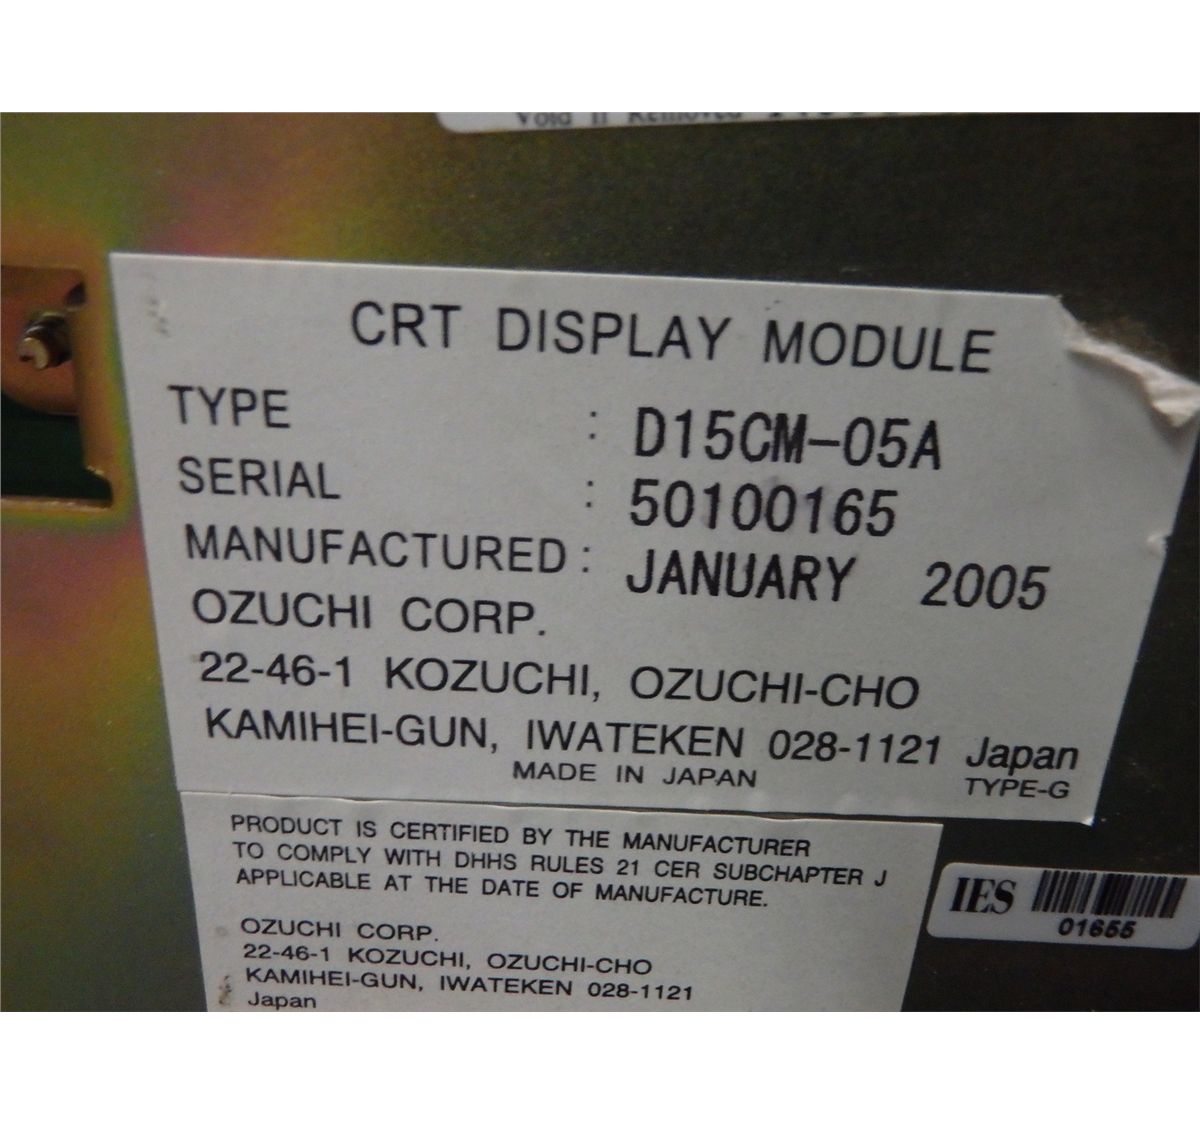 Void If Removed
CRT DISPLAY MODULE
TYPE : D15CM-05A
SERIAL : 50100165
MANUFACTURED : JANUARY 2005
OZUCHI CORP.
22-46-1 KOZUCHI, OZUCHI-CHO
KAMIHEI-GUN, IWATEKEN 028-1121 Japan
MADE IN JAPAN
TYPE-G
PRODUCT IS CERTIFIED BY THE MANUFACTURER
TO COMPLY WITH DHHS RULES 21 CER SUBCHAPTER J
APPLICABLE AT THE DATE OF MANUFACTURE.
OZUCHI CORP.
22-46-1 KOZUCHI, OZUCHI-CHO
KAMIHEI-GUN, IWATEKEN 028-1121
Japan
IES
01655